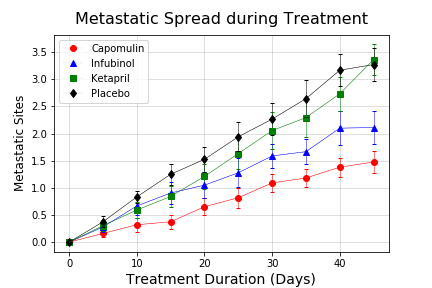 Metastatic Spread during Treatment
Metastatic Sites
3.5
3.0
2.5
2.0
1.5
1.0
0.5
0.0
Capomulin
Infubinol
Ketapril
Placebo
0 10 20 30 40
Treatment Duration (Days)